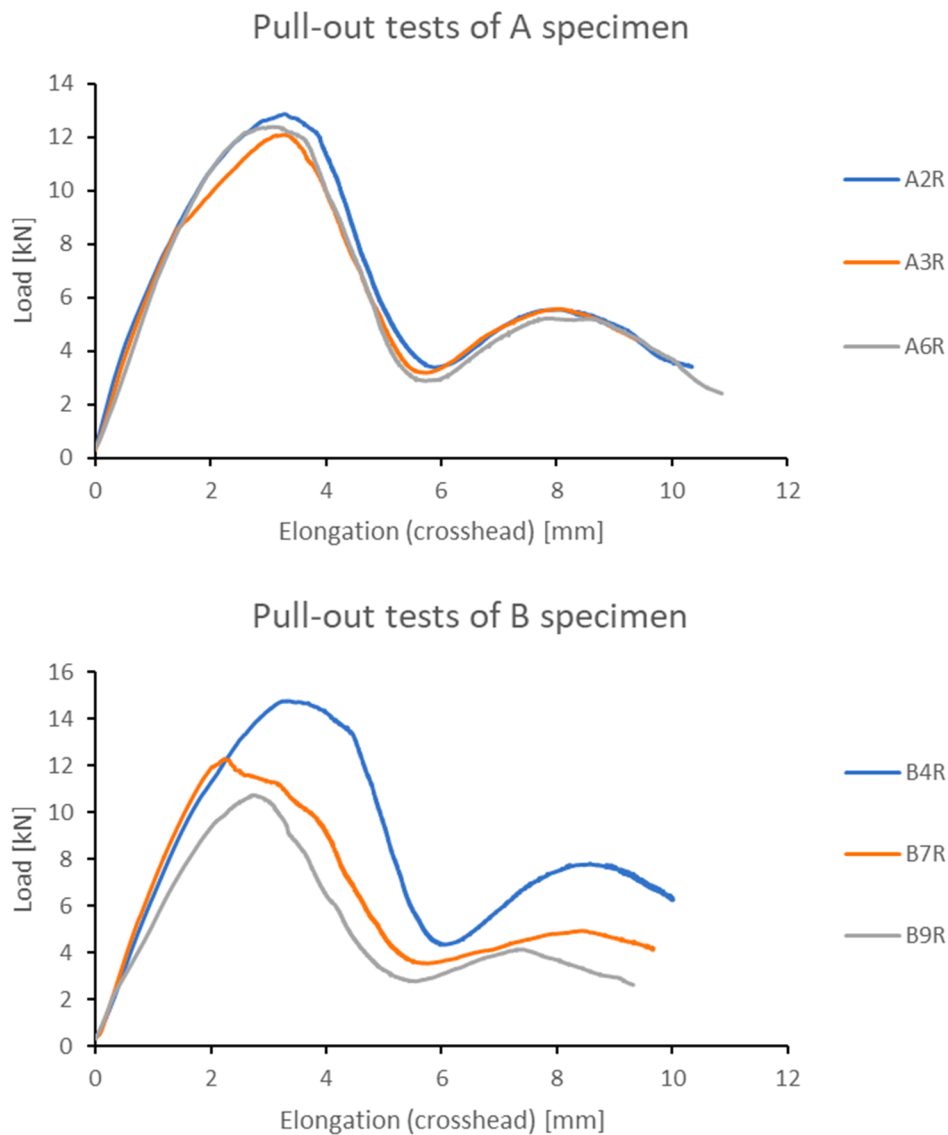 Pull-out tests of A specimen
14
12
10
8
6
4
2
0
Load [kN]
0 2 4 6 8 10 12
Elongation (crosshead) [mm]
A2R
A3R
A6R
Pull-out tests of B specimen
16
14
12
10
8
6
4
2
0
Load [kN]
0 2 4 6 8 10 12
Elongation (crosshead) [mm]
B4R
B7R
B9R